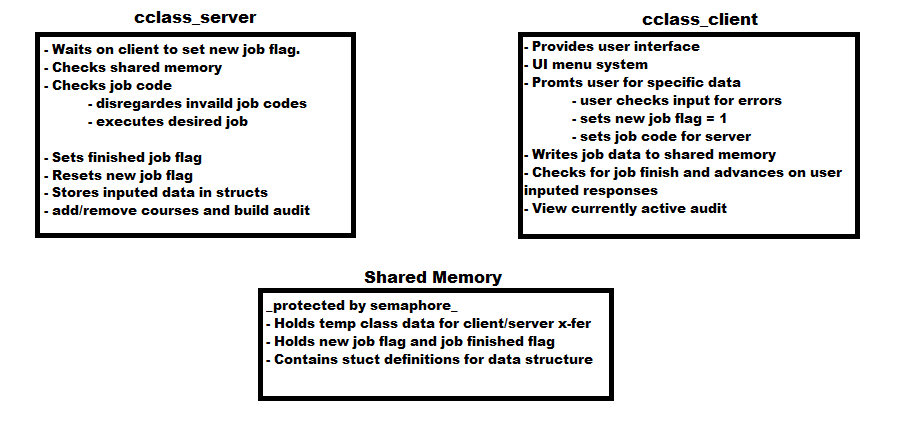 cclass_server
- Waits on client to set new job flag.
- Checks shared memory
- Checks job code
- disregardes invaild job codes
- executes desired job
- Sets finished job flag
- Resets new job flag
- Stores inputed data in structs
- add/remove courses and build audit
cclass_client
- Provides user interface
- UI menu system
- Promts user for specific data
- user checks input for errors
- sets new job flag = 1
- sets job code for server
- Writes job data to shared memory
- Checks for job finish and advances on user
inputed responses
- View currently active audit
Shared Memory
_protected by semaphore_
- Holds temp class data for client/server x-fer
- Holds new job flag and job finished flag
- Contains stuct definitions for data structure